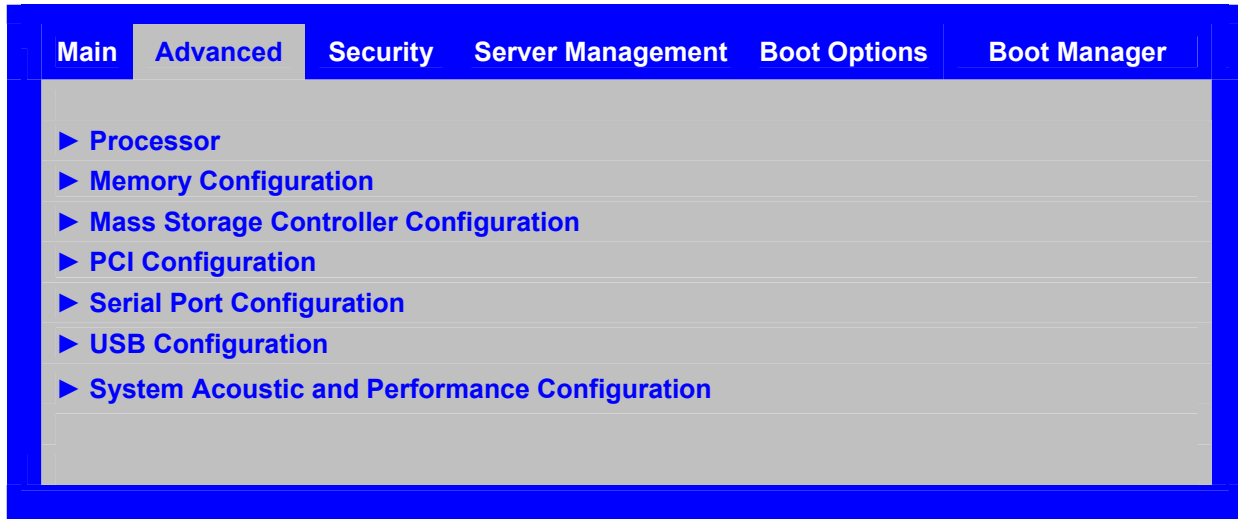 Main Advanced Security Server Management Boot Options Boot Manager
► Processor
► Memory Configuration
► Mass Storage Controller Configuration
► PCI Configuration
► Serial Port Configuration
► USB Configuration
► System Acoustic and Performance Configuration